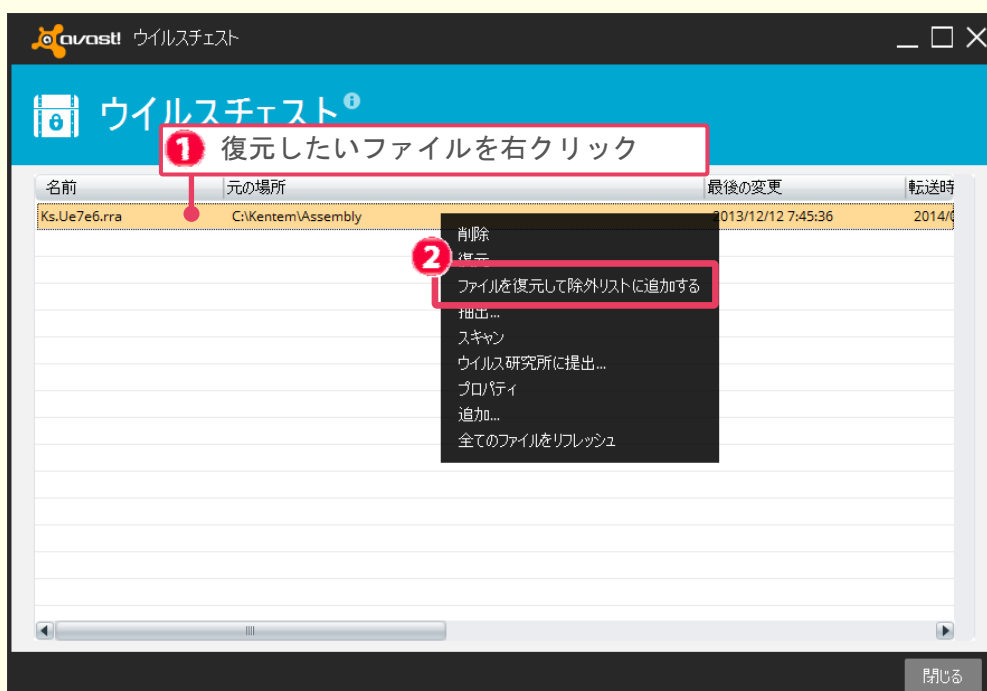 avast! ウイルスチェスト
ウイルスチェスト
1 復元したいファイルを右クリック
名前 元の場所 最後の変更 転送時
Ks.Ue7e6.rra C:\Kentem\Assembly 2013/12/12 7:45:36 2014/0
削除
2 復元
ファイルを復元して除外リストに追加する
抽出...
スキャン
ウイルス研究所に提出...
プロパティ
追加...
全てのファイルをリフレッシュ
閉じる